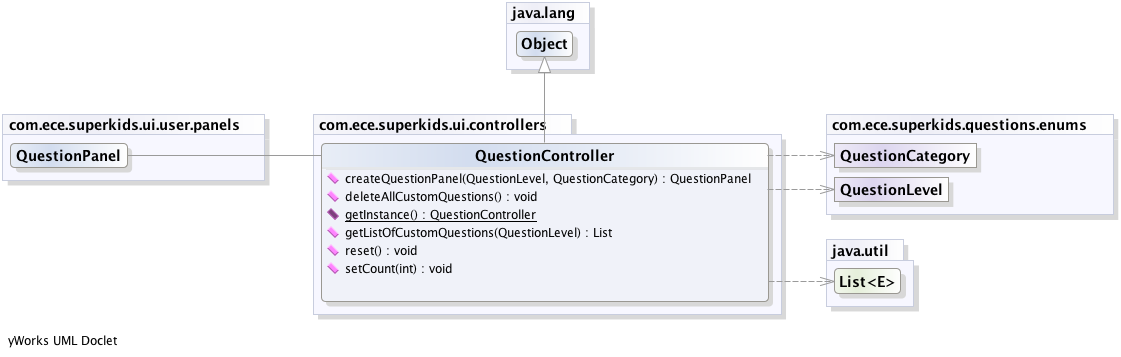 java.lang
Object
com.ece.superkids.ui.user.panels
QuestionPanel
com.ece.superkids.ui.controllers
QuestionController
createQuestionPanel(QuestionLevel, QuestionCategory) : QuestionPanel
deleteAllCustomQuestions() : void
getInstance() : QuestionController
getListOfCustomQuestions(QuestionLevel) : List
reset() : void
setCount(int) : void
com.ece.superkids.questions.enums
QuestionCategory
QuestionLevel
java.util
List<E>
yWorks UML Doclet